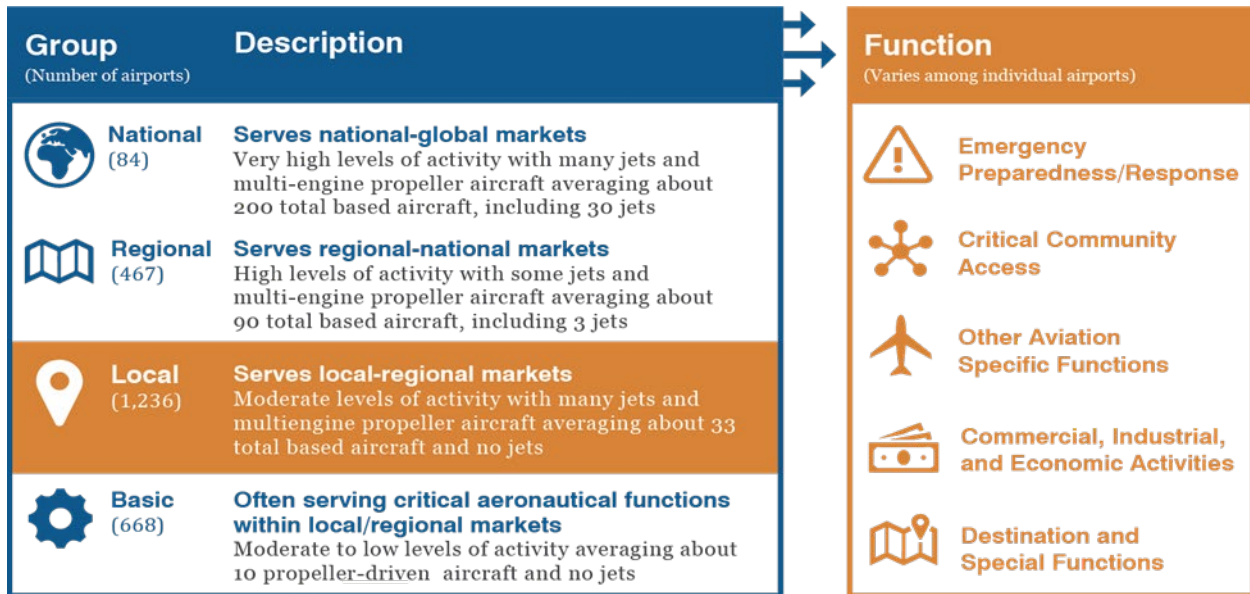 Group
(Number of airports)
Description
National
(84)
Serves national-global markets
Very high levels of activity with many jets and
multi-engine propeller aircraft averaging about
200 total based aircraft, including 30 jets
Regional
(467)
Serves regional-national markets
High levels of activity with some jets and
multi-engine propeller aircraft averaging about
90 total based aircraft, including 3 jets
Local
(1,236)
Serves local-regional markets
Moderate levels of activity with many jets and
multiengine propeller aircraft averaging about 33
total based aircraft and no jets
Basic
(668)
Often serving critical aeronautical functions
within local/regional markets
Moderate to low levels of activity averaging about
10 propeller-driven aircraft and no jets
Function
(Varies among individual airports)
Emergency
Preparedness/Response
Critical Community
Access
Other Aviation
Specific Functions
Commercial, Industrial,
and Economic Activities
Destination and
Special Functions